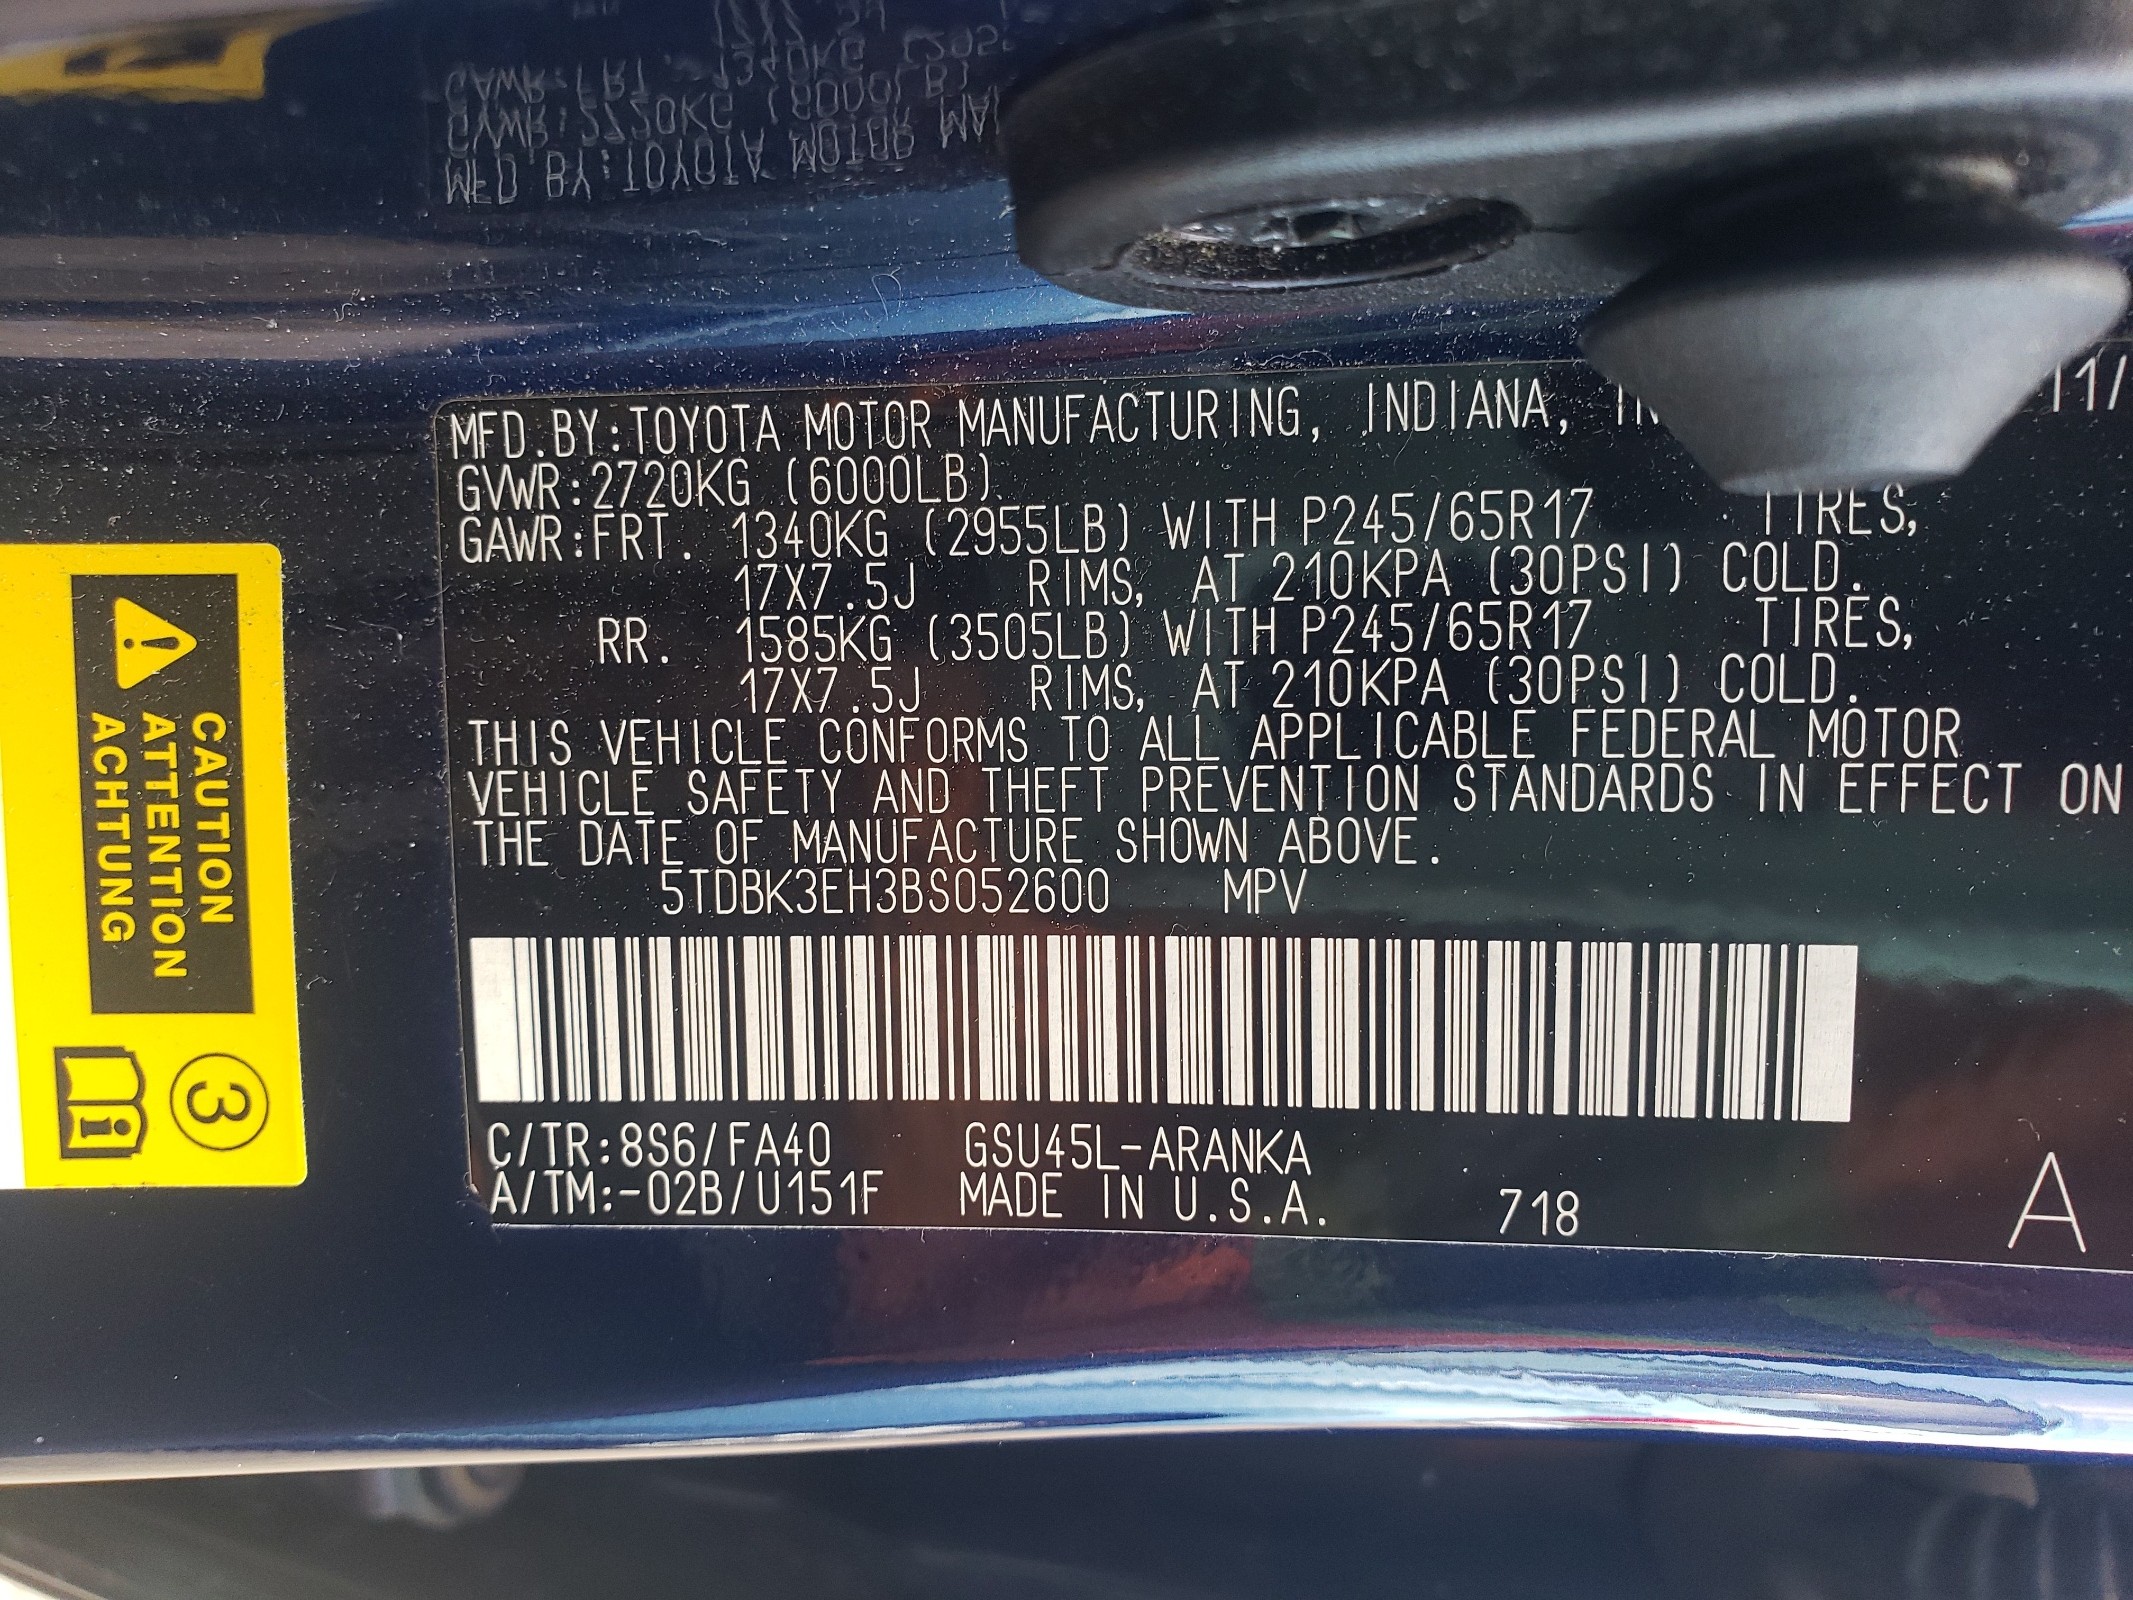 MFD.BY:TOYOTA MOTOR MANUFACTURING, INDIANA, 11/
GVWR:2720KG (6000LB)
GAWR:FRT. 1340KG (2955LB) WITH P245/65R17 TIRES,
17X7.5J RIMS, AT 210KPA (30PSI) COLD.
RR. 1585KG (3505LB) WITH P245/65R17 TIRES,
17X7.5J RIMS, AT 210KPA (30PSI) COLD.
THIS VEHICLE CONFORMS TO ALL APPLICABLE FEDERAL MOTOR
VEHICLE SAFETY AND THEFT PREVENTION STANDARDS IN EFFECT ON
THE DATE OF MANUFACTURE SHOWN ABOVE.
5TDBK3EH3BS052600 MPV
C/TR:8S6/FA40 GSU45L-ARANKA
A/TM:-02B/U151F MADE IN U.S.A. 718 A
CAUTION
ATTENTION
ACHTUNG
3
i